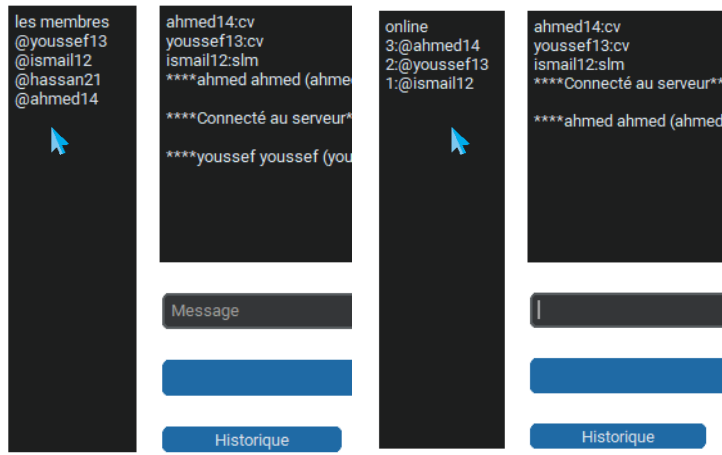 les membres
@youssef13
@ismail12
@hassan21
@ahmed14
ahmed14:cv
youssef13:cv
ismail12:slm
****ahmed ahmed (ahme
****Connecté au serveur*
****youssef youssef (you
Message
Historique
online
3:@ahmed14
2:@youssef13
1:@ismail12
ahmed14:cv
youssef13:cv
ismail12:slm
****Connecté au serveur**
****ahmed ahmed (ahmed
Historique